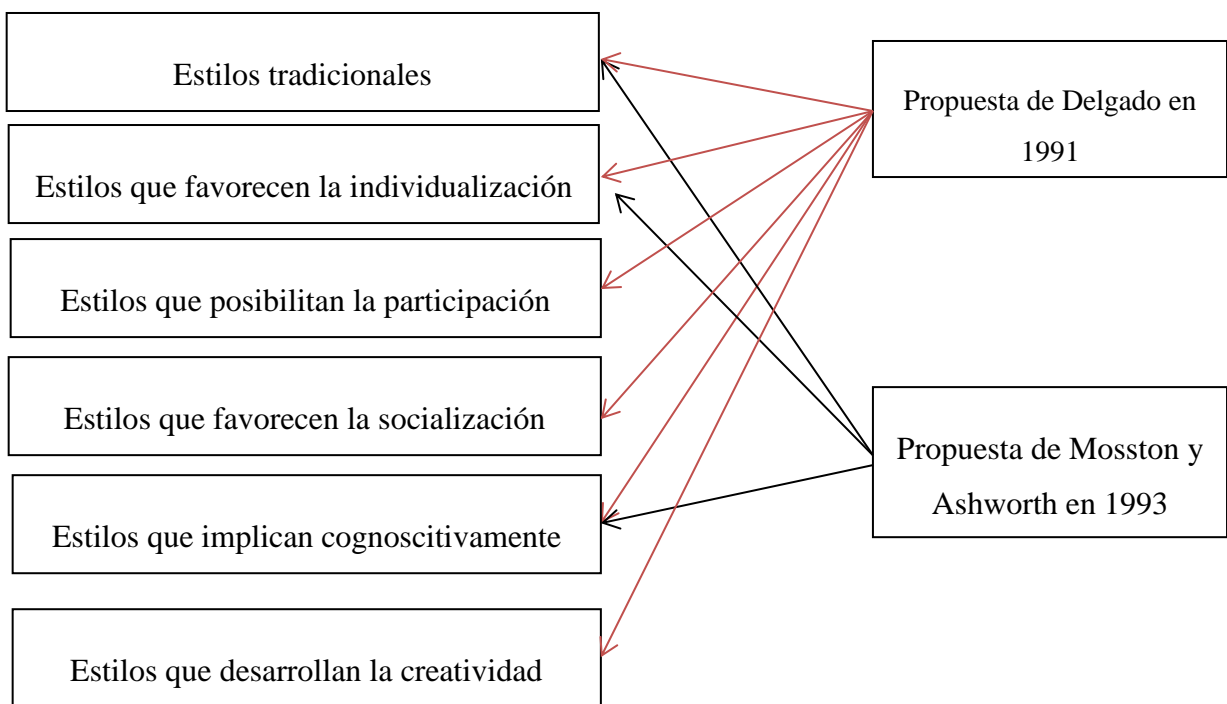 Estilos tradicionales
Estilos que favorecen la individualización
Estilos que posibilitan la participación
Estilos que favorecen la socialización
Estilos que implican cognoscitivamente
Estilos que desarrollan la creatividad
Propuesta de Delgado en
1991
Propuesta de Mosston y
Ashworth en 1993